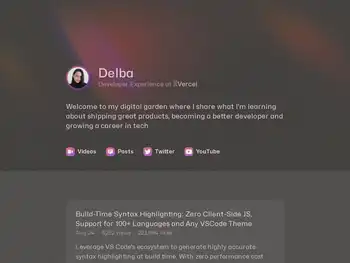 Delba
Developer Experience at ▲Vercel
Welcome to my digital garden where I share what I'm learning
about shipping great products, becoming a better developer and
growing a career in tech
Videos Posts Twitter YouTube
Build-Time Syntax Highlighting: Zero Client-Side JS,
Support for 100+ Languages and Any VSCode Theme
Leverage VS Code's ecosystem to generate highly accurate
syntax highlighting at build time. With zero performance cost